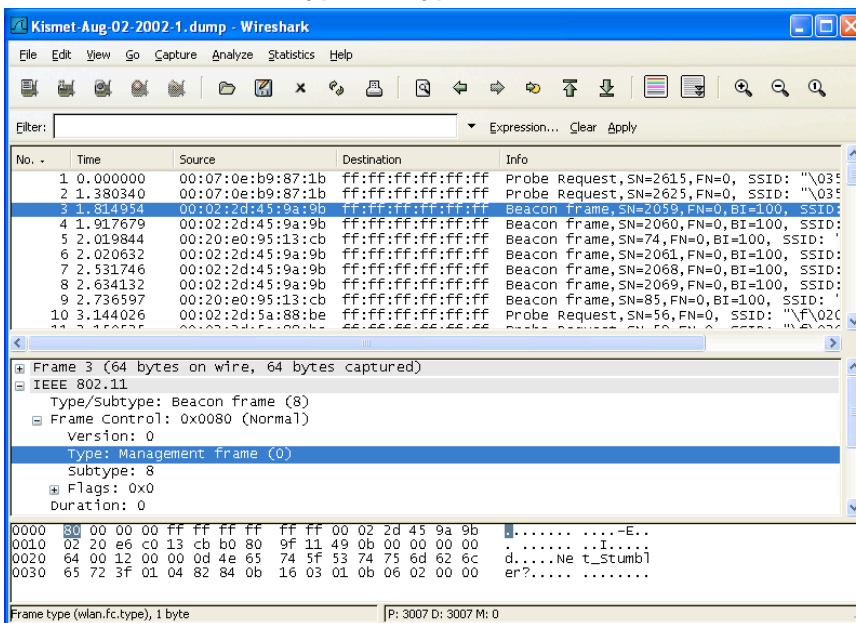 Kismet-Aug-02-2002-1.dump - Wireshark
File Edit View Go Capture Analyze Statistics Help
Filter: Expression... Clear Apply
No. . Time Source Destination Info
1 0.000000 00:07:0e:b9:87:1b ff:ff:ff:ff:ff:ff Probe Request,SN=2615,FN=0, SSID: "\035
2 1.380340 00:07:0e:b9:87:1b ff:ff:ff:ff:ff:ff Probe Request,SN=2625,FN=0, SSID: "\035
3 1.814954 00:02:2d:45:9a:9b ff:ff:ff:ff:ff:ff Beacon frame,SN=2059,FN=0,BI=100, SSID:
4 1.917679 00:02:2d:45:9a:9b ff:ff:ff:ff:ff:ff Beacon frame,SN=2060,FN=0,BI=100, SSID:
5 2.019844 00:20:e0:95:13:cb ff:ff:ff:ff:ff:ff Beacon frame,SN=74,FN=0,BI=100, SSID: "
6 2.020632 00:02:2d:45:9a:9b ff:ff:ff:ff:ff:ff Beacon frame,SN=2061,FN=0,BI=100, SSID:
7 2.531746 00:02:2d:45:9a:9b ff:ff:ff:ff:ff:ff Beacon frame,SN=2068,FN=0,BI=100, SSID:
8 2.634132 00:02:2d:45:9a:9b ff:ff:ff:ff:ff:ff Beacon frame,SN=2069,FN=0,BI=100, SSID:
9 2.736597 00:20:e0:95:13:cb ff:ff:ff:ff:ff:ff Beacon frame,SN=85,FN=0,BI=100, SSID: "
10 3.144026 00:02:2d:5a:88:be ff:ff:ff:ff:ff:ff Probe Request,SN=56,FN=0, SSID: "\f\020
Frame 3 (64 bytes on wire, 64 bytes captured)
IEEE 802.11
Type/Subtype: Beacon frame (8)
Frame Control: 0x0080 (Normal)
Version: 0
Type: Management frame (0)
Subtype: 8
Flags: 0x0
Duration: 0
0000 80 00 00 00 ff ff ff ff ff ff 00 02 2d 45 9a 9b ........ ....-E..
0010 02 20 e6 c0 13 cb b0 80 9f 11 49 0b 00 00 00 00 . ...... ..I.....
0020 64 00 12 00 00 0d 4e 65 74 5f 53 74 75 6d 62 6c d.....Ne t_Stumbl
0030 65 72 3f 01 04 82 84 0b 16 03 01 0b 06 02 00 00 er?..... ........
Frame type (wlan.fc.type), 1 byte P: 3007 D: 3007 M: 0